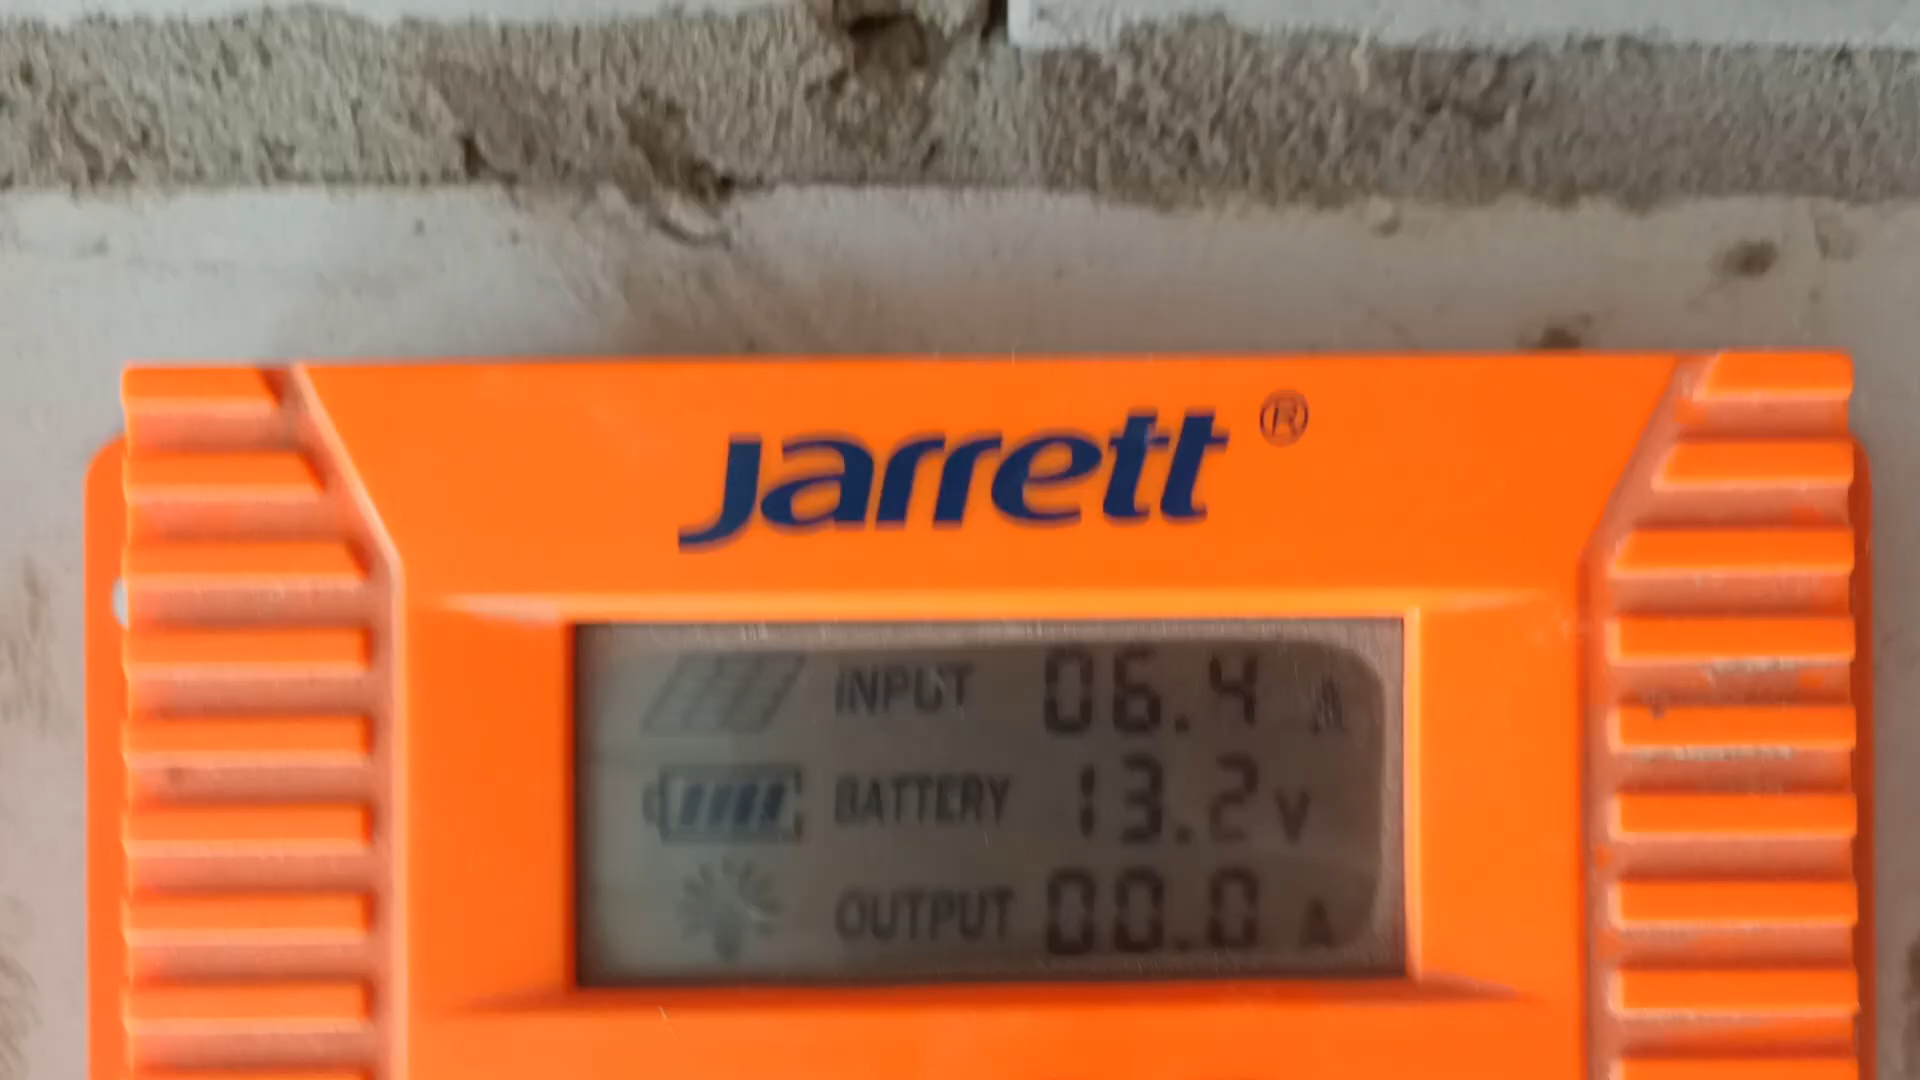 Jarrett ®
INPUT 06.4 A
BATTERY 13.2 V
OUTPUT 00.0 A